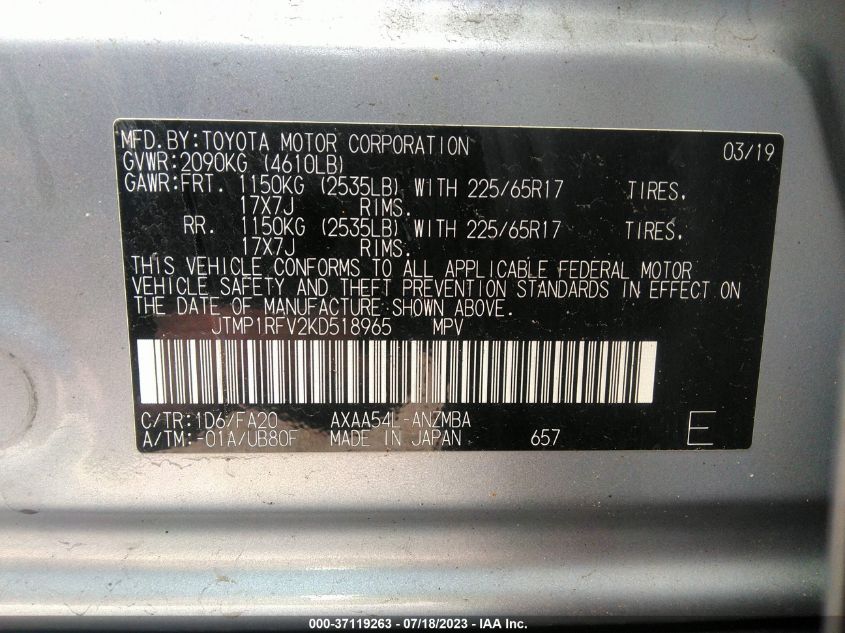 MFD.BY:TOYOTA MOTOR CORPORATION 03/19
GVWR:2090KG (4610LB)
GAWR:FRT. 1150KG (2535LB) WITH 225/65R17 TIRES.
17X7J RIMS.
RR. 1150KG (2535LB) WITH 225/65R17 TIRES.
17X7J RIMS.
THIS VEHICLE CONFORMS TO ALL APPLICABLE FEDERAL MOTOR
VEHICLE SAFETY AND THEFT PREVENTION STANDARDS IN EFFECT ON
THE DATE OF MANUFACTURE SHOWN ABOVE.
JTMP1RFV2KD518965 MPV
C/TR:1D6/FA20 AXAA54L-ANZMBA
A/TM:-01A/UB80F MADE IN JAPAN 657 E
000-37119263 - 07/18/2023 - IAA Inc.